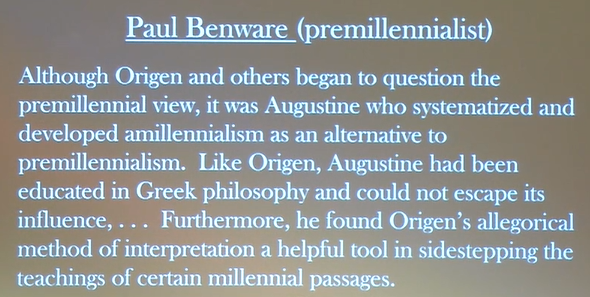 Paul Benware (premillennialist)
Although Origen and others began to question the
premillennial view, it was Augustine who systematized and
developed amillennialism as an alternative to
premillennialism. Like Origen, Augustine had been
educated in Greek philosophy and could not escape its
influence, . . . Furthermore, he found Origen's allegorical
method of interpretation a helpful tool in sidestepping the
teachings of certain millennial passages.